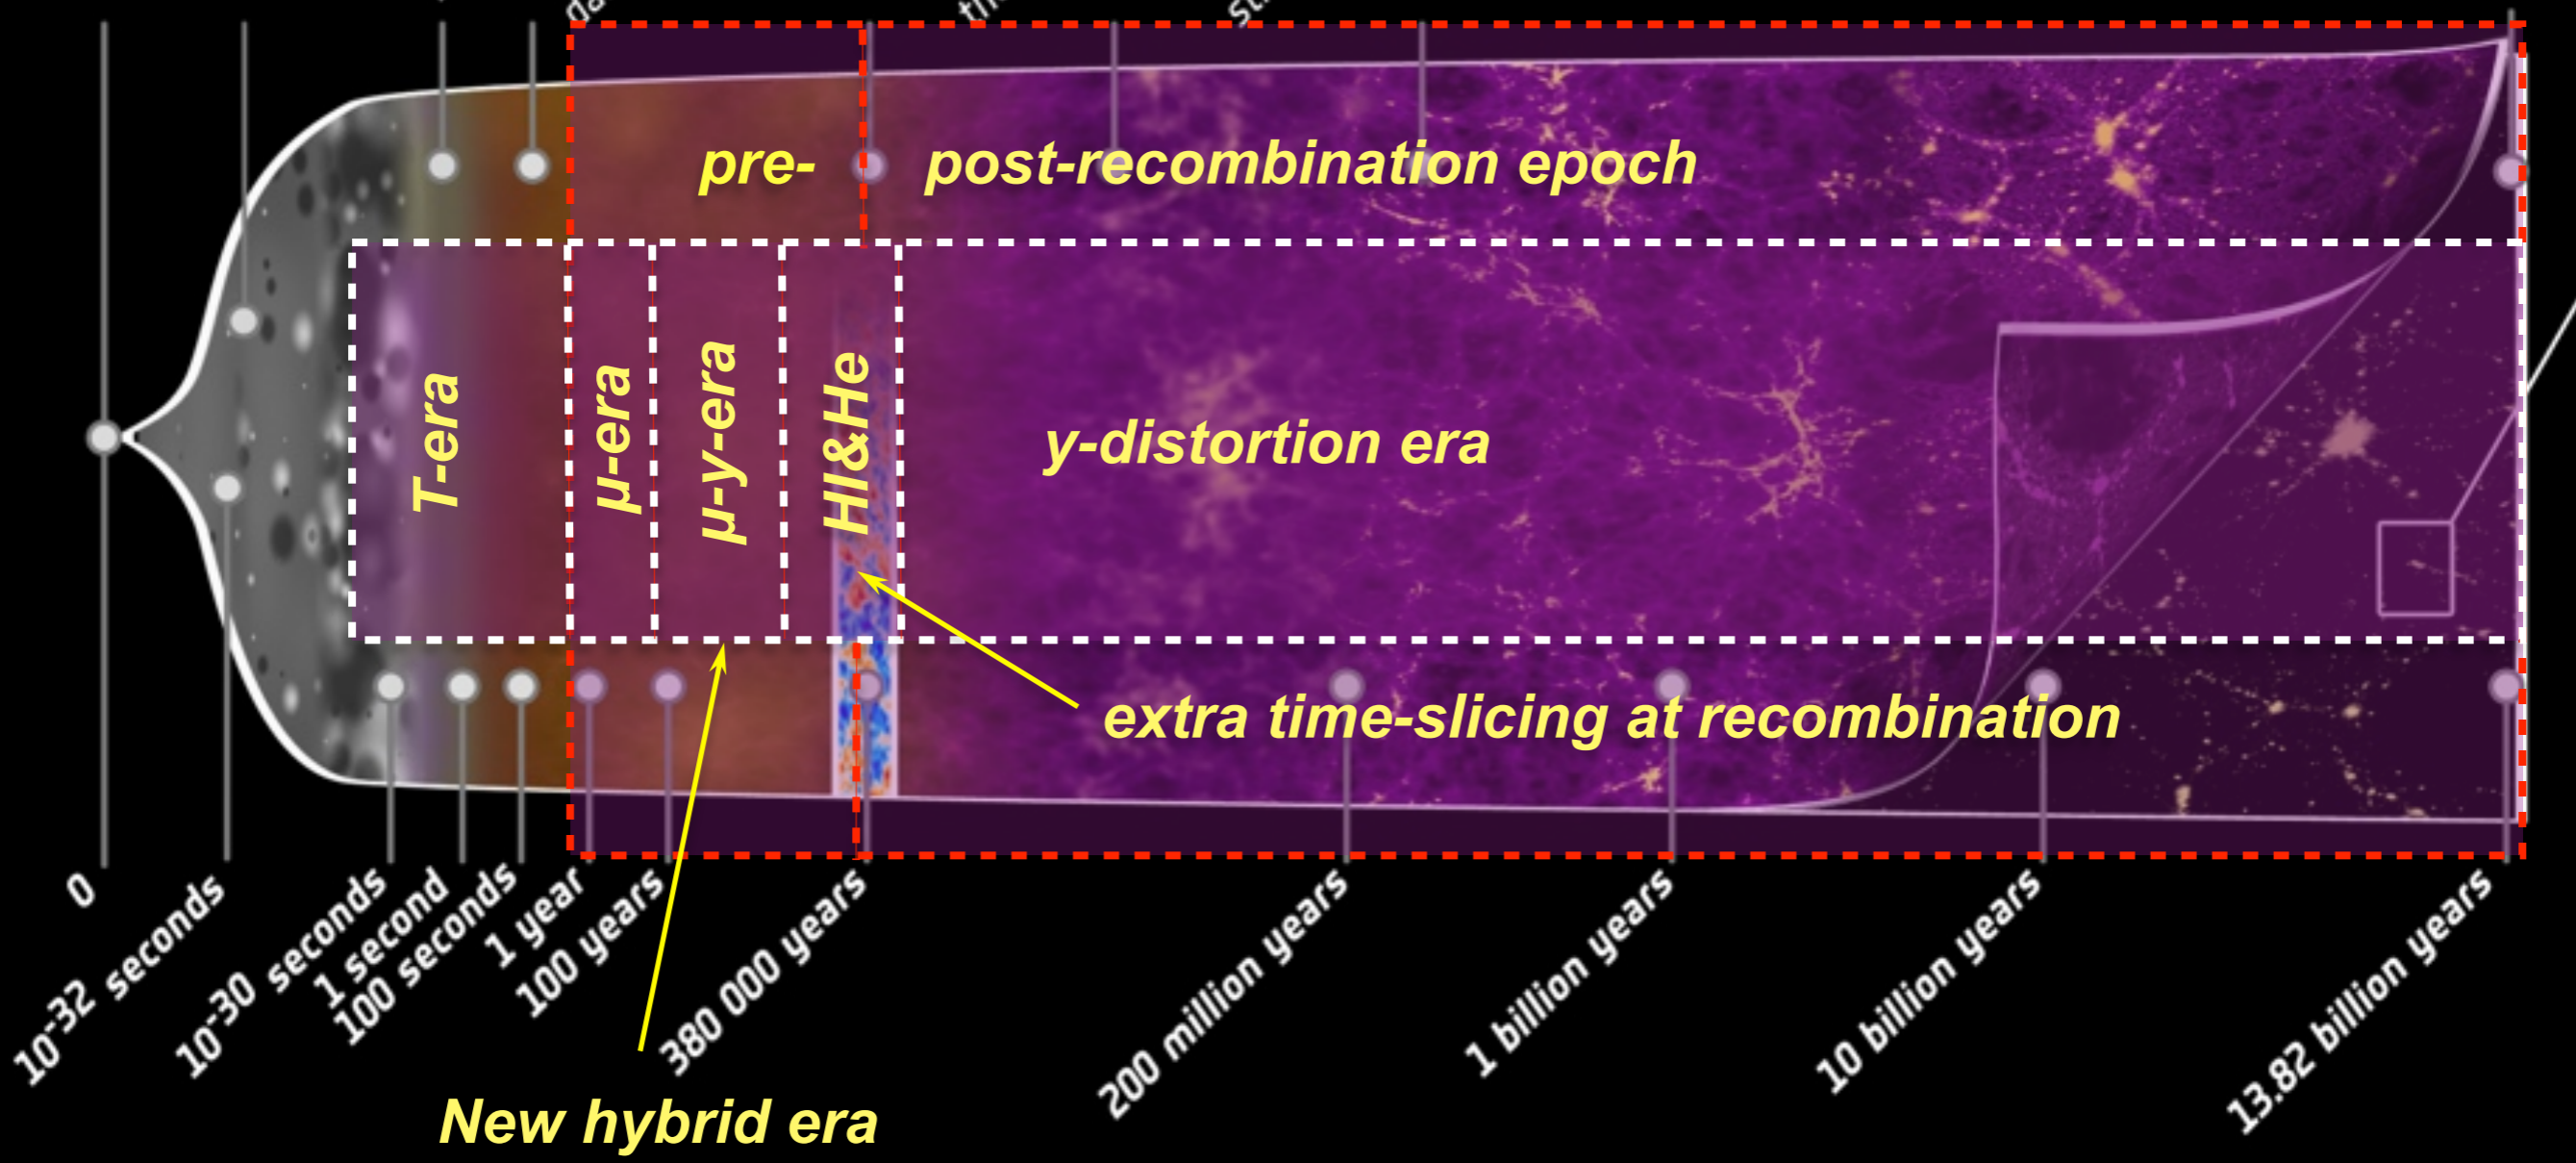 pre- post-recombination epoch
T-era
μ-era
μ-y-era
HI&He
y-distortion era
extra time-slicing at recombination
0
10-32 seconds
10-30 seconds
1 second
100 seconds
1 year
100 years
380 000 years
200 million years
1 billion years
10 billion years
13.82 billion years
New hybrid era